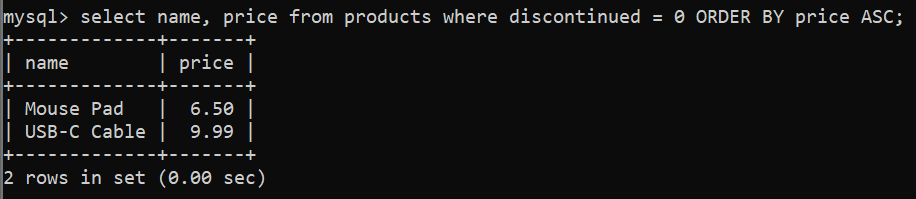 mysql> select name, price from products where discontinued = 0 ORDER BY price ASC;
+-------------+-------+
| name        | price |
+-------------+-------+
| Mouse Pad   |  6.50 |
| USB-C Cable |  9.99 |
+-------------+-------+
2 rows in set (0.00 sec)